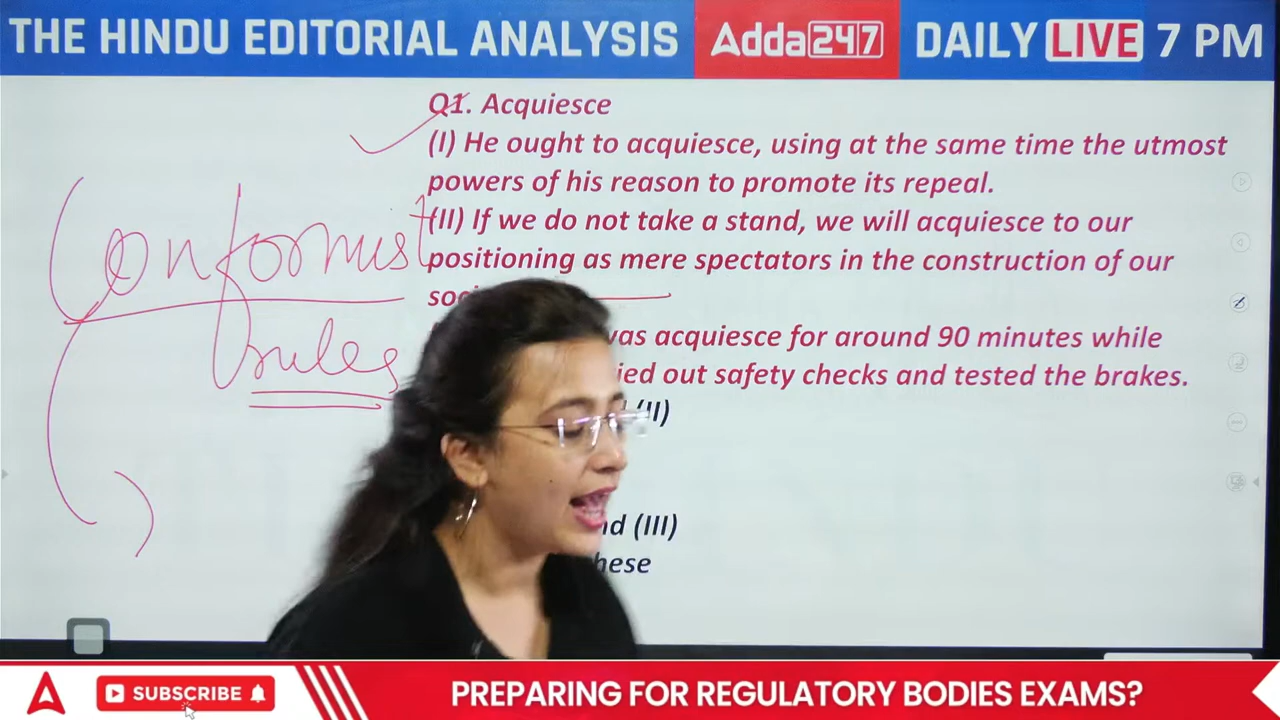 THE HINDU EDITORIAL ANALYSIS Adda247 DAILY LIVE 7 PM
Q1. Acquiesce
(I) He ought to acquiesce, using at the same time the utmost
powers of his reason to promote its repeal.
(II) If we do not take a stand, we will acquiesce to our
positioning as mere spectators in the construction of our
was acquiesce for around 90 minutes while
out safety checks and tested the brakes.
(II)
(III)
Conformist
rules
SUBSCRIBE
PREPARING FOR REGULATORY BODIES EXAMS?